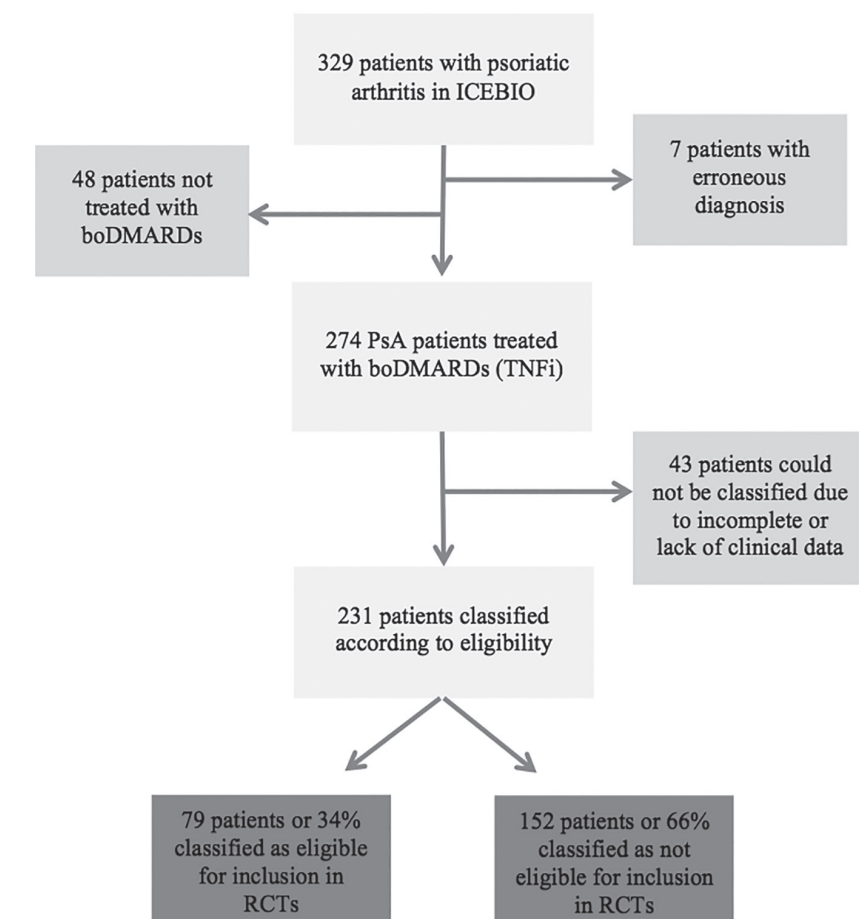 329 patients with psoriatic
arthritis in ICEBIO
7 patients with
erroneous
diagnosis
48 patients not
treated with
boDMARDs
274 PsA patients treated
with boDMARDs (TNFi)
43 patients could
not be classified due
to incomplete or
lack of clinical data
231 patients classified
according to eligibility
79 patients or 34%
classified as eligible
for inclusion in
RCTs
152 patients or 66%
classified as not
eligible for inclusion
in RCTs